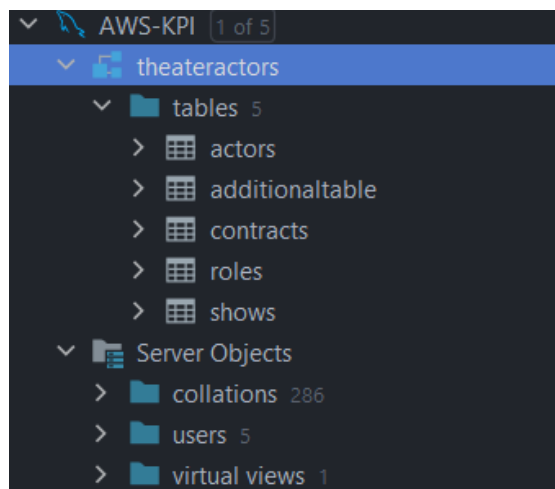 AWS-KPI 1 of 5
theateractors
tables 5
actors
additionaltable
contracts
roles
shows
Server Objects
collations 286
users 5
virtual views 1